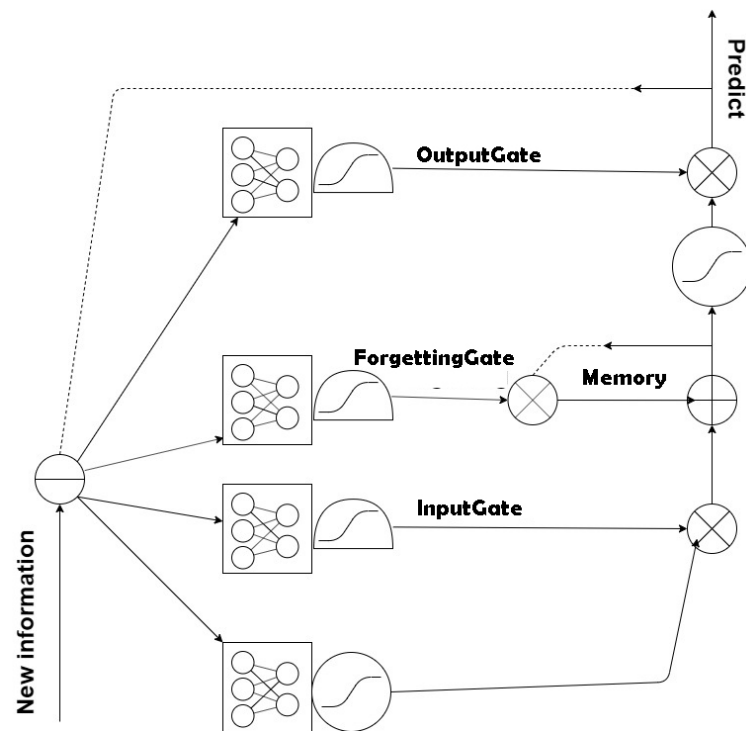 Predict
OutputGate
ForgettingGate
Memory
InputGate
New information